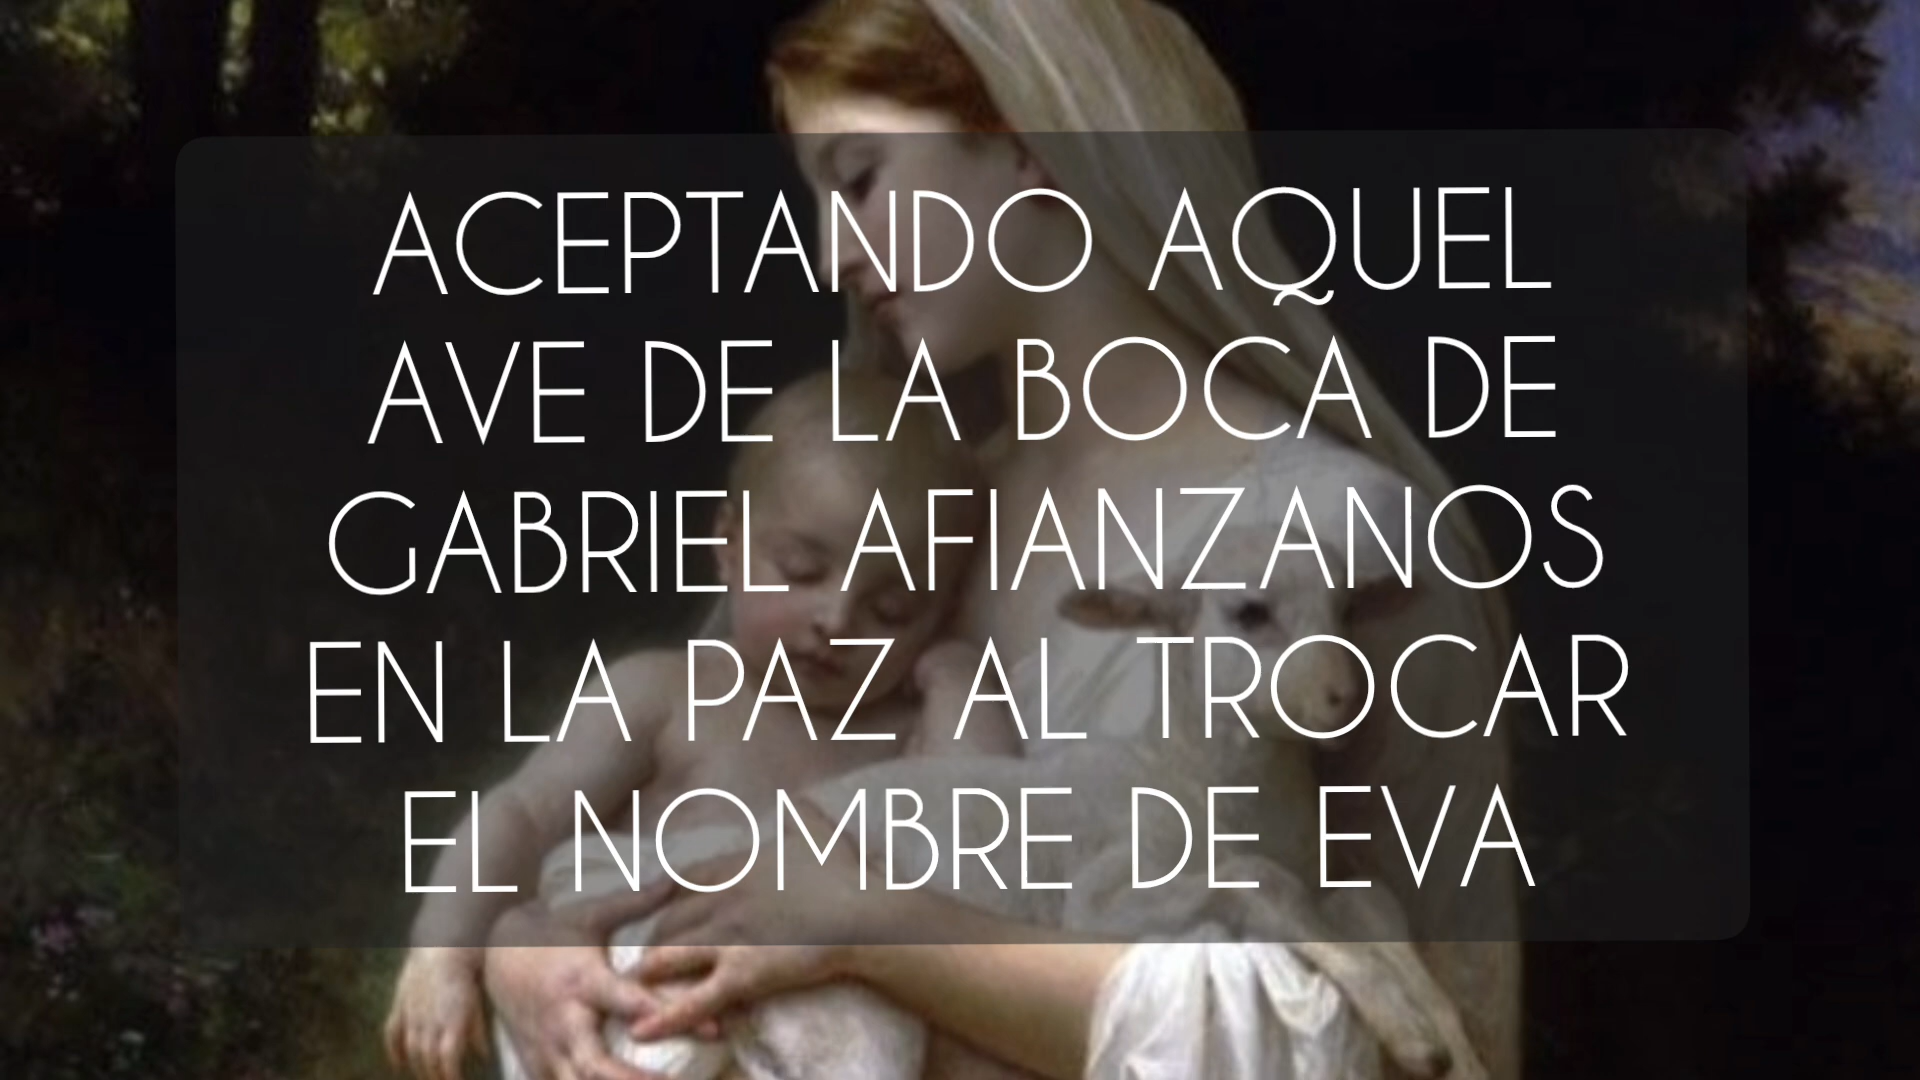 ACEPTANDO AQUEL
AVE DE LA BOCA DE
GABRIEL AFIANZANOS
EN LA PAZ AL TROCAR
EL NOMBRE DE EVA